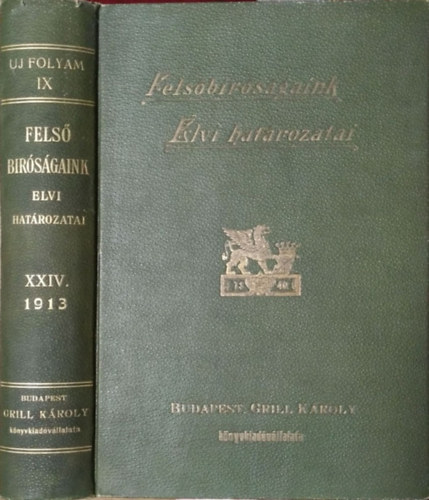 UJ FOLYAM
IX
FELSŐ
BIRÓSÁGAINK
ELVI
HATÁROZATAI
XXIV.
1913
BUDAPEST
GRILL KÁROLY
könyvkiadóvállalata
Felsőbíróságaink
Elvi határozatai
BUDAPEST, GRILL KÁROLY
könyvkiadóvállalata